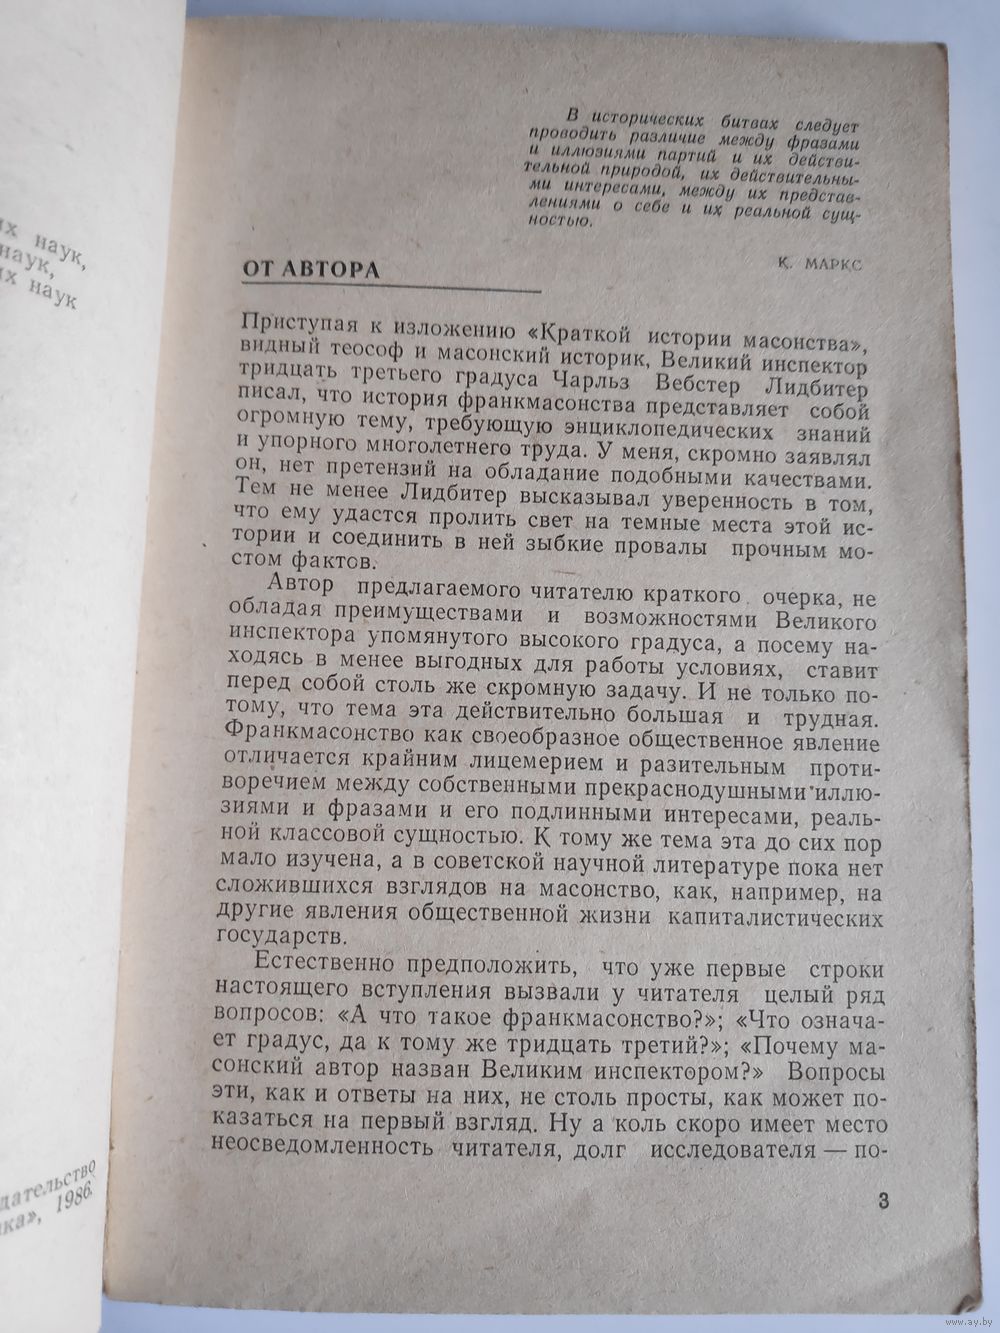 их наук,
наук,
их наук
дательство
ка», 1986.
В исторических битвах следует
проводить различие между фразами
и иллюзиями партий и их действи-
тельной природой, их действительны-
ми интересами, между их представ-
лениями о себе и их реальной сущ-
ностью.
К. МАРКС
ОТ АВТОРА
Приступая к изложению «Краткой истории масонства»,
видный теософ и масонский историк, Великий инспектор
тридцать третьего градуса Чарльз Вебстер Лидбитер
писал, что история франкмасонства представляет собой
огромную тему, требующую энциклопедических знаний
и упорного многолетнего труда. У меня, скромно заявлял
он, нет претензий на обладание подобными качествами.
Тем не менее Лидбитер высказывал уверенность в том,
что ему удастся пролить свет на темные места этой ис-
тории и соединить в ней зыбкие провалы прочным мо-
стом фактов.
Автор предлагаемого читателю краткого очерка, не
обладая преимуществами и возможностями Великого
инспектора упомянутого высокого градуса, а посему на-
ходясь в менее выгодных для работы условиях, ставит
перед собой столь же скромную задачу. И не только по-
тому, что тема эта действительно большая и трудная.
Франкмасонство как своеобразное общественное явление
отличается крайним лицемерием и разительным проти-
воречием между собственными прекраснодушными иллю-
зиями и фразами и его подлинными интересами, реаль-
ной классовой сущностью. К тому же тема эта до сих пор
мало изучена, а в советской научной литературе пока нет
сложившихся взглядов на масонство, как, например, на
другие явления общественной жизни капиталистических
государств.
Естественно предположить, что уже первые строки
настоящего вступления вызвали у читателя целый ряд
вопросов: «А что такое франкмасонство?»; «Что означа-
ет градус, да к тому же тридцать третий?»; «Почему ма-
сонский автор назван Великим инспектором?» Вопросы
эти, как и ответы на них, не столь просты, как может по-
казаться на первый взгляд. Ну а коль скоро имеет место
неосведомленность читателя, долг исследователя — по-
3
www.ay.by